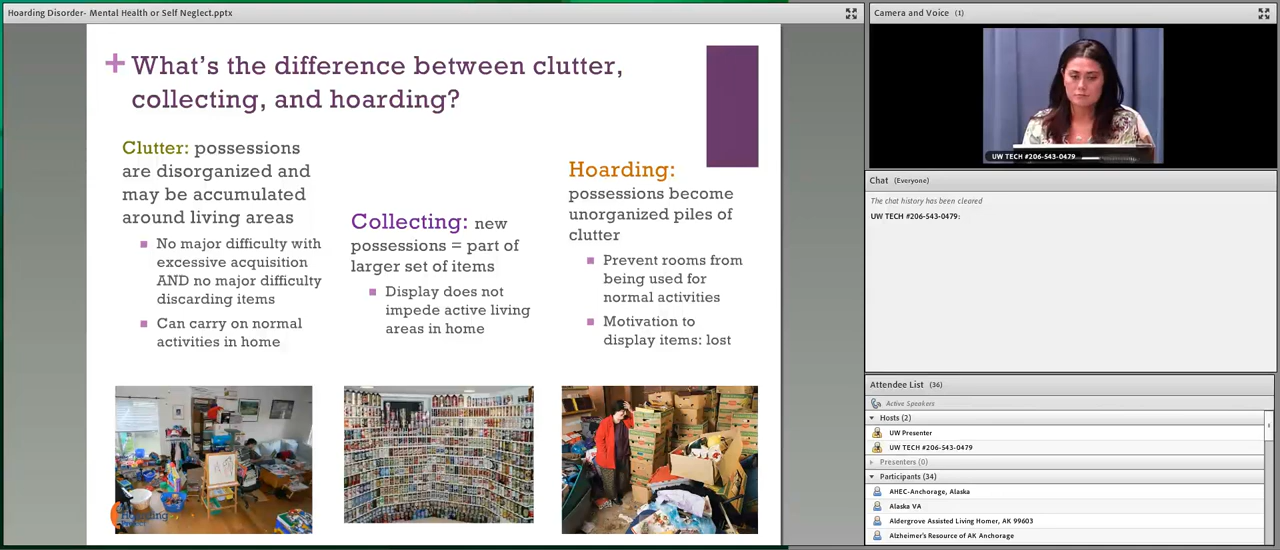 Hoarding Disorder- Mental Health or Self Neglect.pptx
+ What's the difference between clutter,
collecting, and hoarding?
Clutter: possessions
are disorganized and
may be accumulated
around living areas
No major difficulty with
excessive acquisition
AND no major difficulty
discarding items
Can carry on normal
activities in home
Collecting: new
possessions = part of
larger set of items
Display does not
impede active living
areas in home
Hoarding:
possessions become
unorganized piles of
clutter
Prevent rooms from
being used for
normal activities
Motivation to
display items: lost
Hoarding
Camera and Voice (1)
UW TECH #206-543-0479
Chat (Everyone)
The chat history has been cleared
UW TECH #206-543-0479:
Attendee List (36)
Active Speakers
Hosts (2)
UW Presenter
UW TECH #206-543-0479
Presenters (0)
Participants (34)
AHEC-Anchorage, Alaska
Alaska VA
Aldergrove Assisted Living Homer, AK 99603
Alzheimer's Resource of AK Anchorage